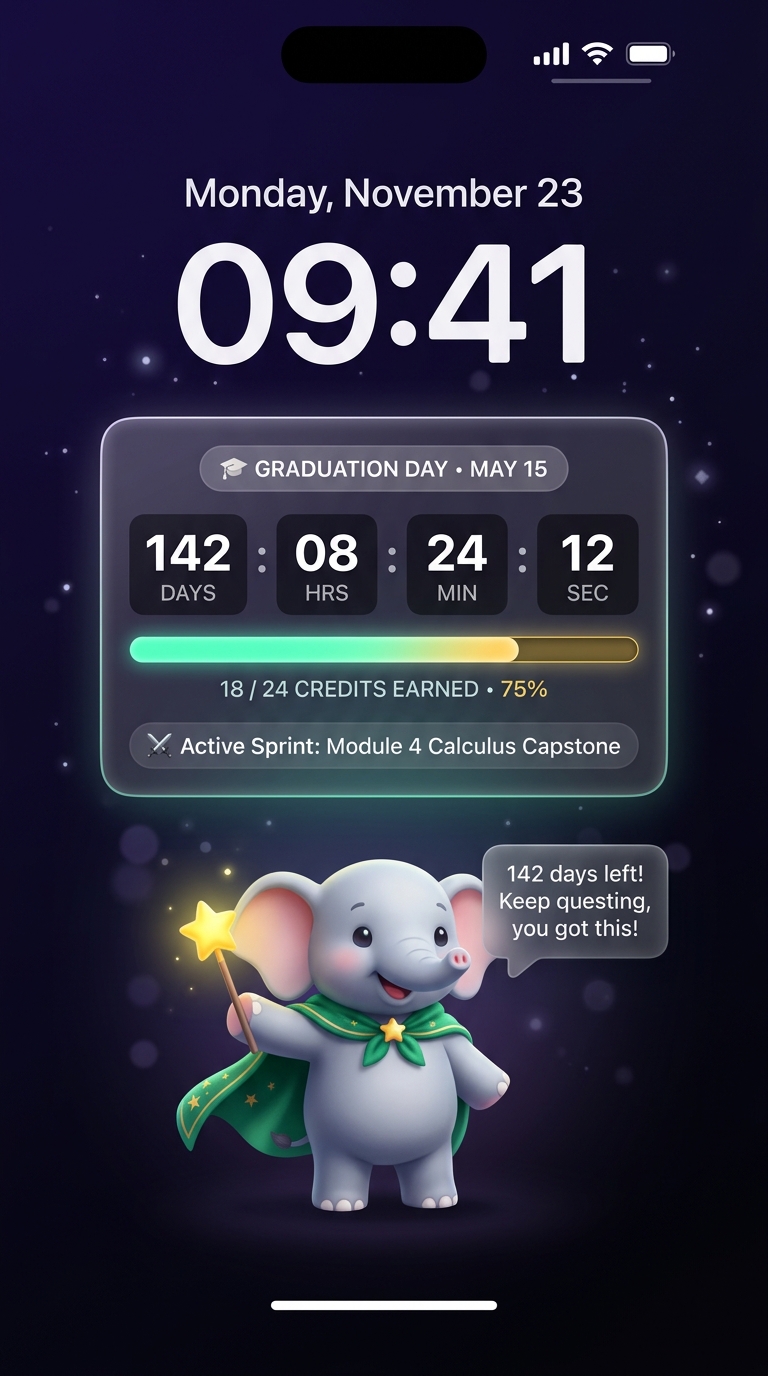 Monday, November 23
09:41
🎓 GRADUATION DAY • MAY 15
142 : 08 : 24 : 12
DAYS HRS MIN SEC
18 / 24 CREDITS EARNED • 75%
⚔️ Active Sprint: Module 4 Calculus Capstone
142 days left!
Keep questing,
you got this!